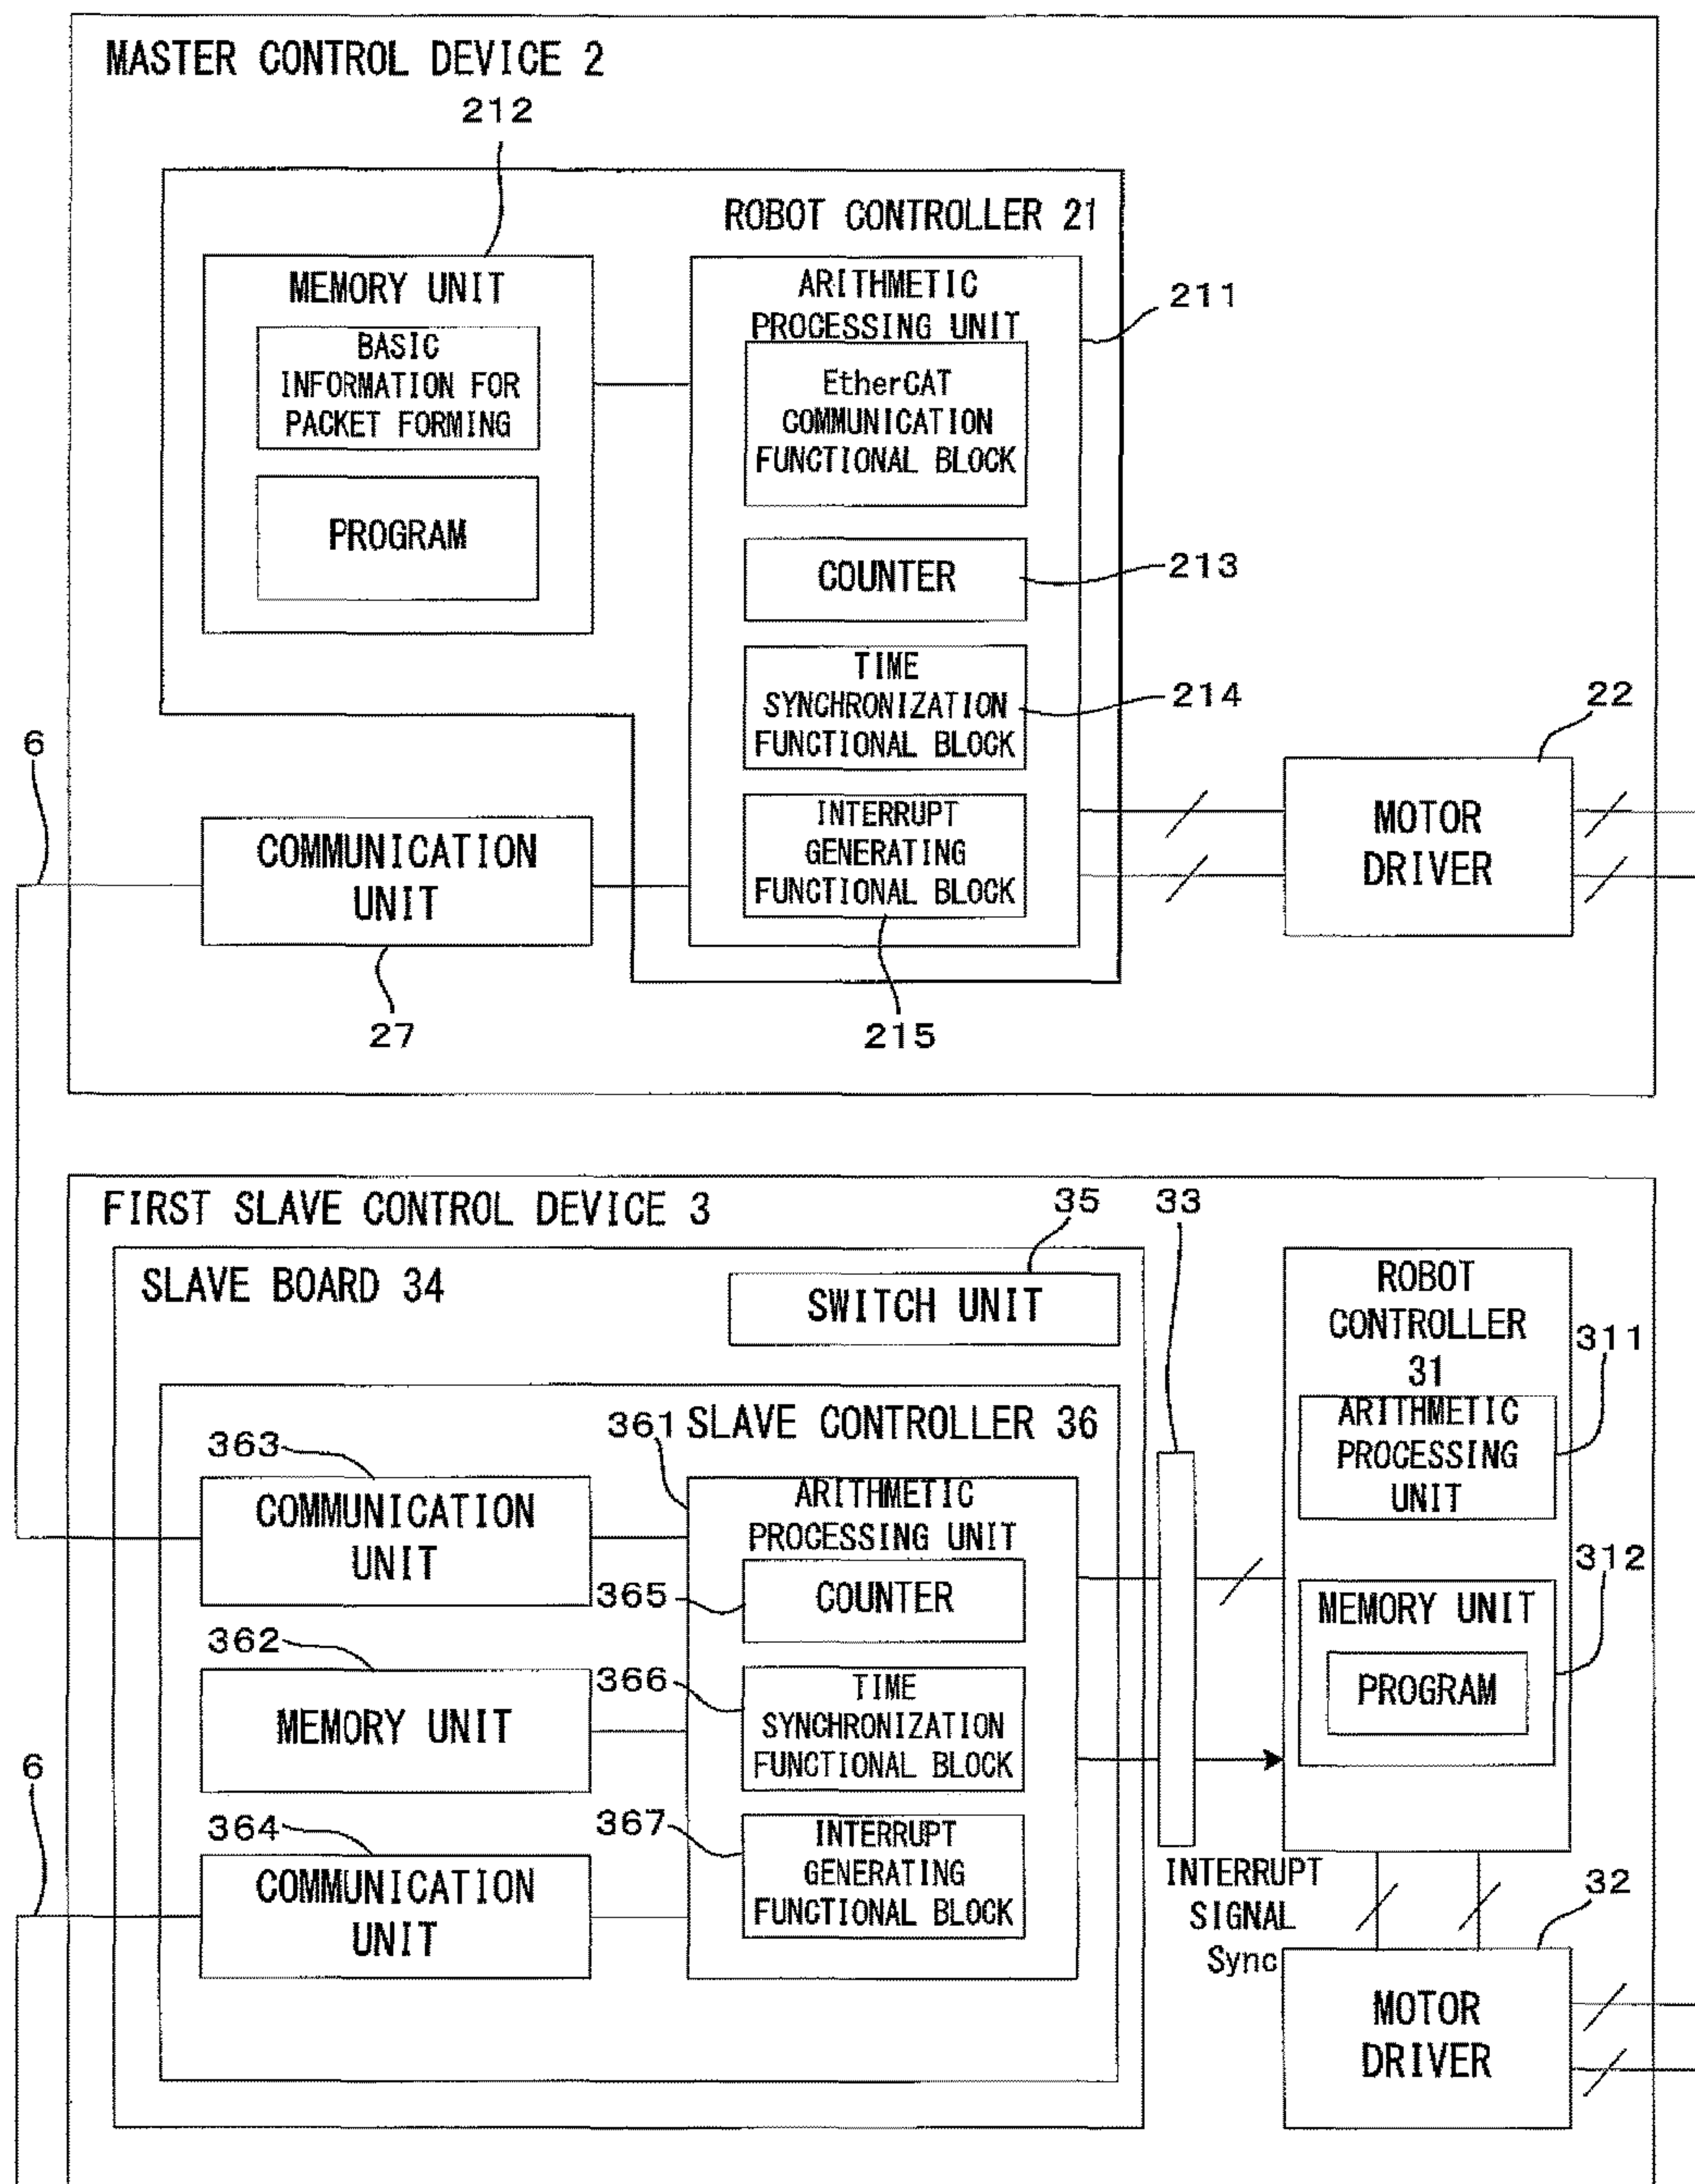 MASTER CONTROL DEVICE 2
212
ROBOT CONTROLLER 21
MEMORY UNIT
BASIC
INFORMATION FOR
PACKET FORMING
PROGRAM
ARITHMETIC
PROCESSING UNIT
211
EtherCAT
COMMUNICATION
FUNCTIONAL BLOCK
COUNTER
213
TIME
SYNCHRONIZATION
FUNCTIONAL BLOCK
214
INTERRUPT
GENERATING
FUNCTIONAL BLOCK
215
22
MOTOR
DRIVER
6
COMMUNICATION
UNIT
27
FIRST SLAVE CONTROL DEVICE 3
SLAVE BOARD 34
35
SWITCH UNIT
33
ROBOT
CONTROLLER
31
311
ARITHMETIC
PROCESSING
UNIT
312
MEMORY UNIT
PROGRAM
361
SLAVE CONTROLLER 36
363
COMMUNICATION
UNIT
ARITHMETIC
PROCESSING UNIT
365
COUNTER
362
MEMORY UNIT
366
TIME
SYNCHRONIZATION
FUNCTIONAL BLOCK
6
364
COMMUNICATION
UNIT
367
INTERRUPT
GENERATING
FUNCTIONAL BLOCK
INTERRUPT
SIGNAL
Sync
32
MOTOR
DRIVER